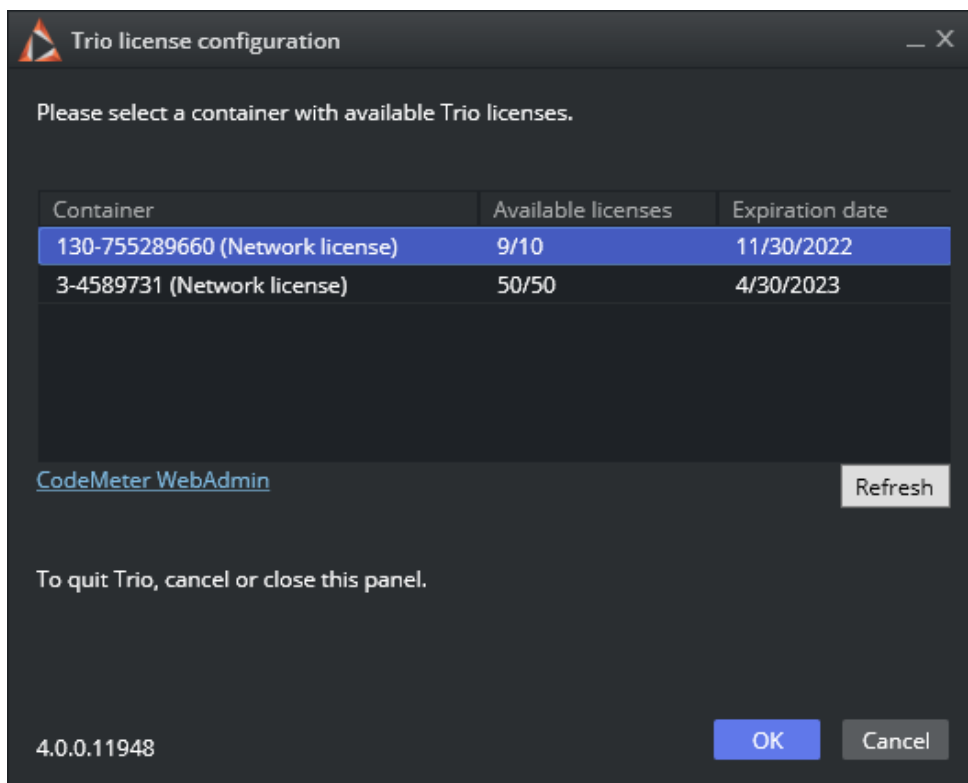 Trio license configuration
Please select a container with available Trio licenses.
Container Available licenses Expiration date
130-755289660 (Network license) 9/10 11/30/2022
3-4589731 (Network license) 50/50 4/30/2023
CodeMeter WebAdmin
Refresh
To quit Trio, cancel or close this panel.
4.0.0.11948 OK Cancel